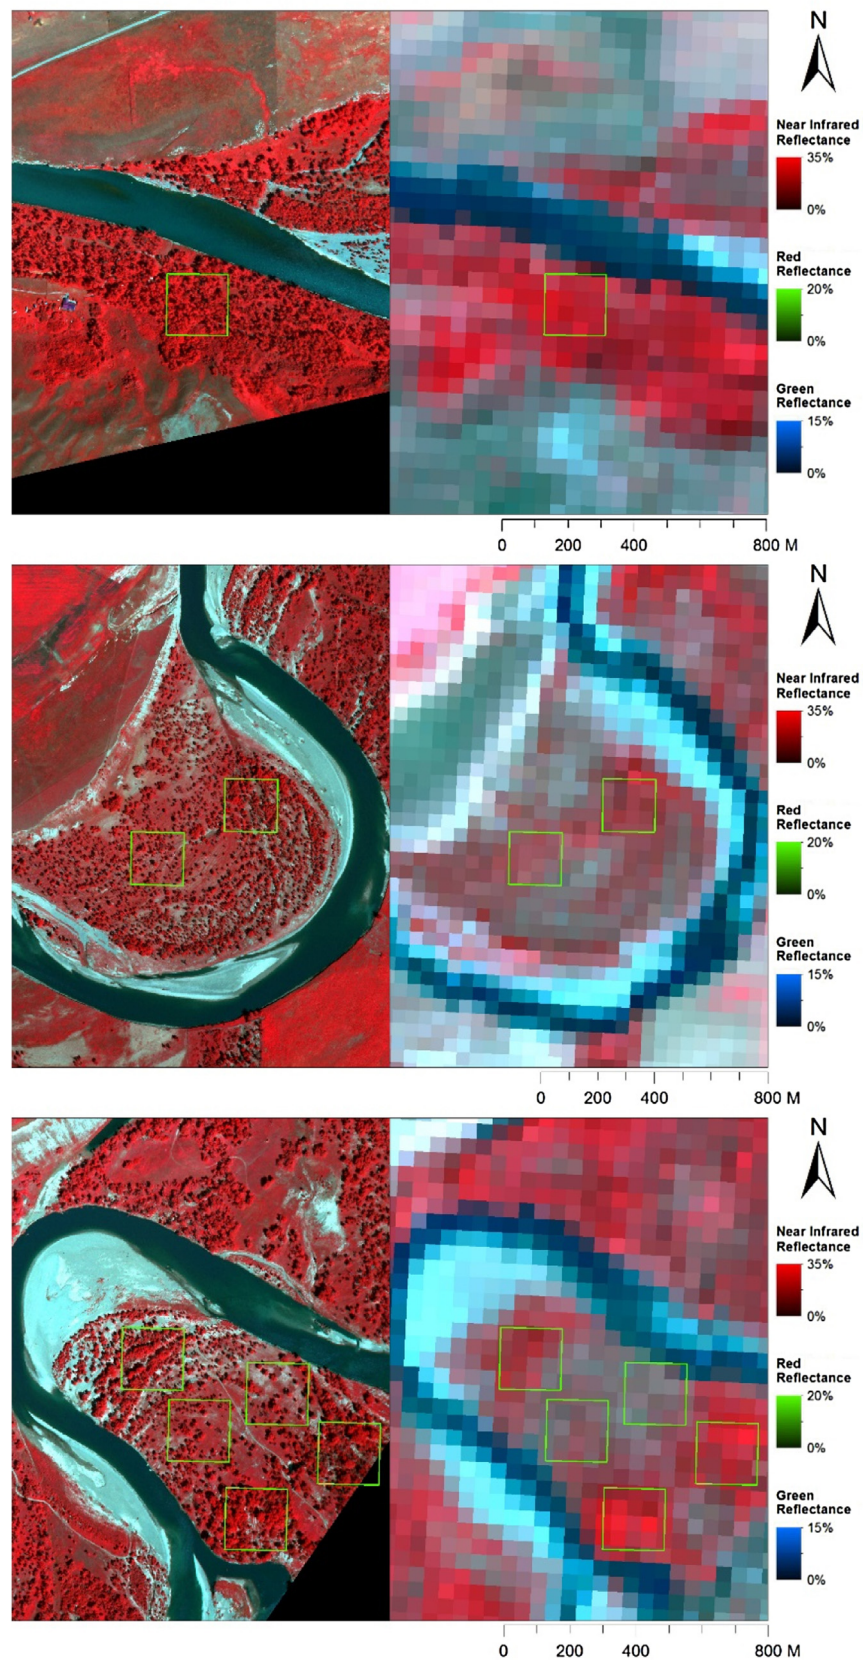 N
Near Infrared
Reflectance
35%
0%
Red
Reflectance
20%
0%
Green
Reflectance
15%
0%
0 200 400 800 M
N
Near Infrared
Reflectance
35%
0%
Red
Reflectance
20%
0%
Green
Reflectance
15%
0%
0 200 400 800 M
N
Near Infrared
Reflectance
35%
0%
Red
Reflectance
20%
0%
Green
Reflectance
15%
0%
0 200 400 800 M